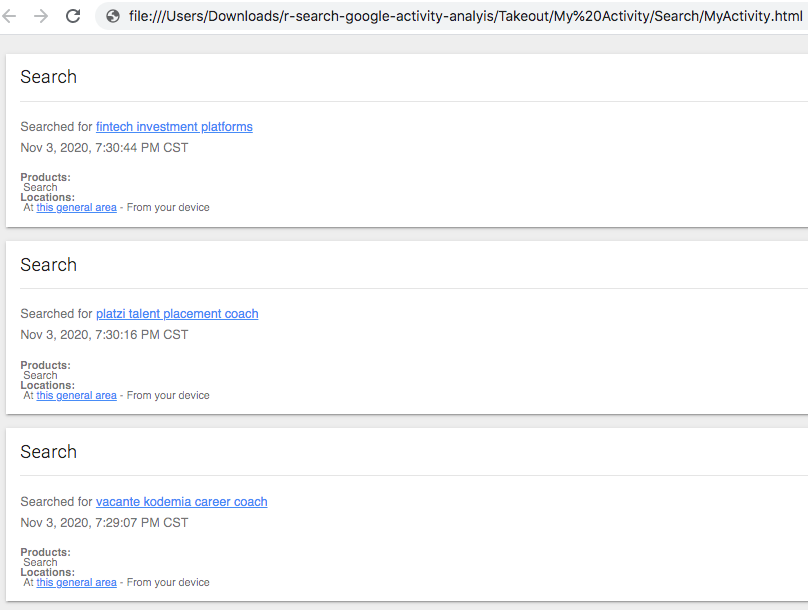 file:///Users/Downloads/r-search-google-activity-analyis/Takeout/My%20Activity/Search/MyActivity.html
Search
Searched for fintech investment platforms
Nov 3, 2020, 7:30:44 PM CST
Products:
Search
Locations:
At this general area - From your device
Search
Searched for platzi talent placement coach
Nov 3, 2020, 7:30:16 PM CST
Products:
Search
Locations:
At this general area - From your device
Search
Searched for vacante kodemia career coach
Nov 3, 2020, 7:29:07 PM CST
Products:
Search
Locations:
At this general area - From your device